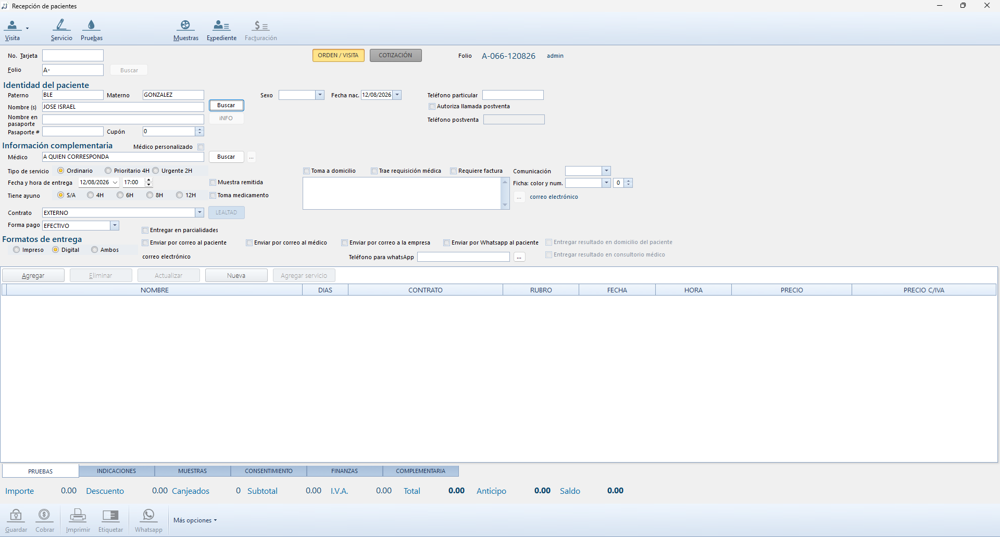 Recepción de pacientes
Visita
Servicio
Pruebas
Muestras
Expediente
Facturación
No. Tarjeta
ORDEN / VISITA
COTIZACIÓN
Folio
A-066-120826
admin
Folio
A-
Buscar
Identidad del paciente
Paterno
BLE
Materno
GONZALEZ
Sexo
Fecha nac.
12/08/2026
Teléfono particular
Nombre (s)
JOSE ISRAEL
Buscar
Autoriza llamada postventa
Nombre en
pasaporte
iNFO
Teléfono postventa
Pasaporte #
Cupón
0
Información complementaria
Médico personalizado
Médico
A QUIEN CORRESPONDA
Buscar
...
Tipo de servicio
Ordinario
Prioritario 4H
Urgente 2H
Toma a domicilio
Trae requisición médica
Requiere factura
Comunicación
Fecha y hora de entrega
12/08/2026
17:00
Muestra remitida
Ficha: color y num.
0
Tiene ayuno
S/A
4H
6H
8H
12H
Toma medicamento
...
correo electrónico
Contrato
EXTERNO
LEALTAD
Forma pago
EFECTIVO
Entregar en parcialidades
Formatos de entrega
Enviar por correo al paciente
Enviar por correo al médico
Enviar por correo a la empresa
Enviar por Whatsapp al paciente
Entregar resultado en domicilio del paciente
Impreso
Digital
Ambos
correo electrónico
Teléfono para whatsApp
...
Entregar resultado en consultorio médico
Agregar
Eliminar
Actualizar
Nueva
Agregar servicio
NOMBRE
DIAS
CONTRATO
RUBRO
FECHA
HORA
PRECIO
PRECIO C/IVA
PRUEBAS
INDICACIONES
MUESTRAS
CONSENTIMIENTO
FINANZAS
COMPLEMENTARIA
Importe
0.00
Descuento
0.00
Canjeados
0
Subtotal
0.00
I.V.A.
0.00
Total
0.00
Anticipo
0.00
Saldo
0.00
Guardar
Cobrar
Imprimir
Etiquetar
Whatsapp
Más opciones